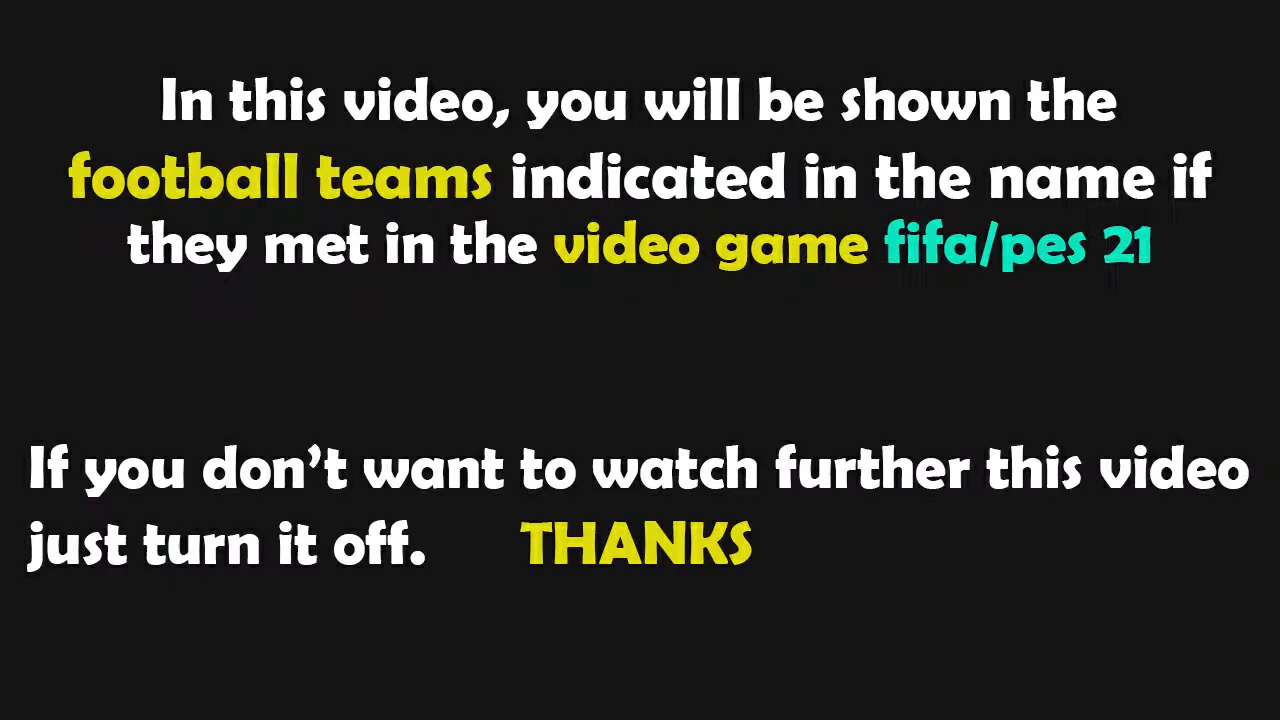 In this video, you will be shown the
football teams indicated in the name if
they met in the video game fifa/pes 21
If you don’t want to watch further this video
just turn it off. THANKS